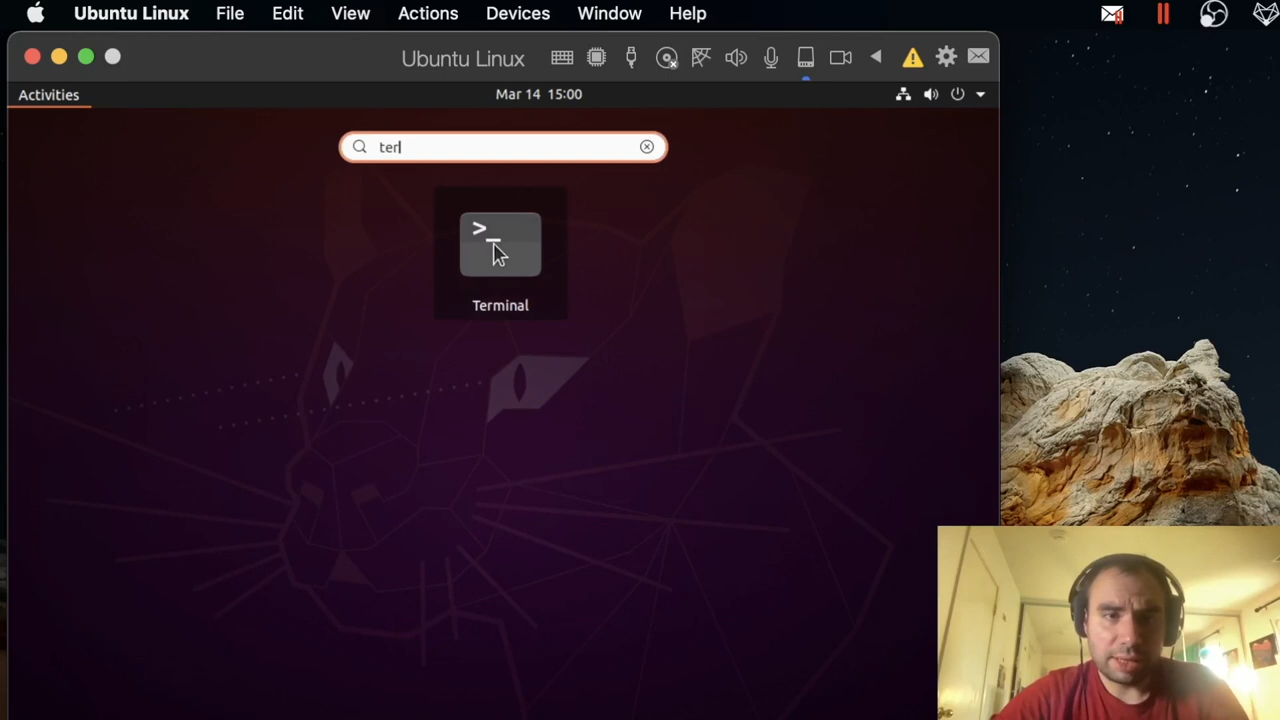 Ubuntu Linux File Edit View Actions Devices Window Help
Ubuntu Linux
Activities Mar 14 15:00
ter
>_
Terminal